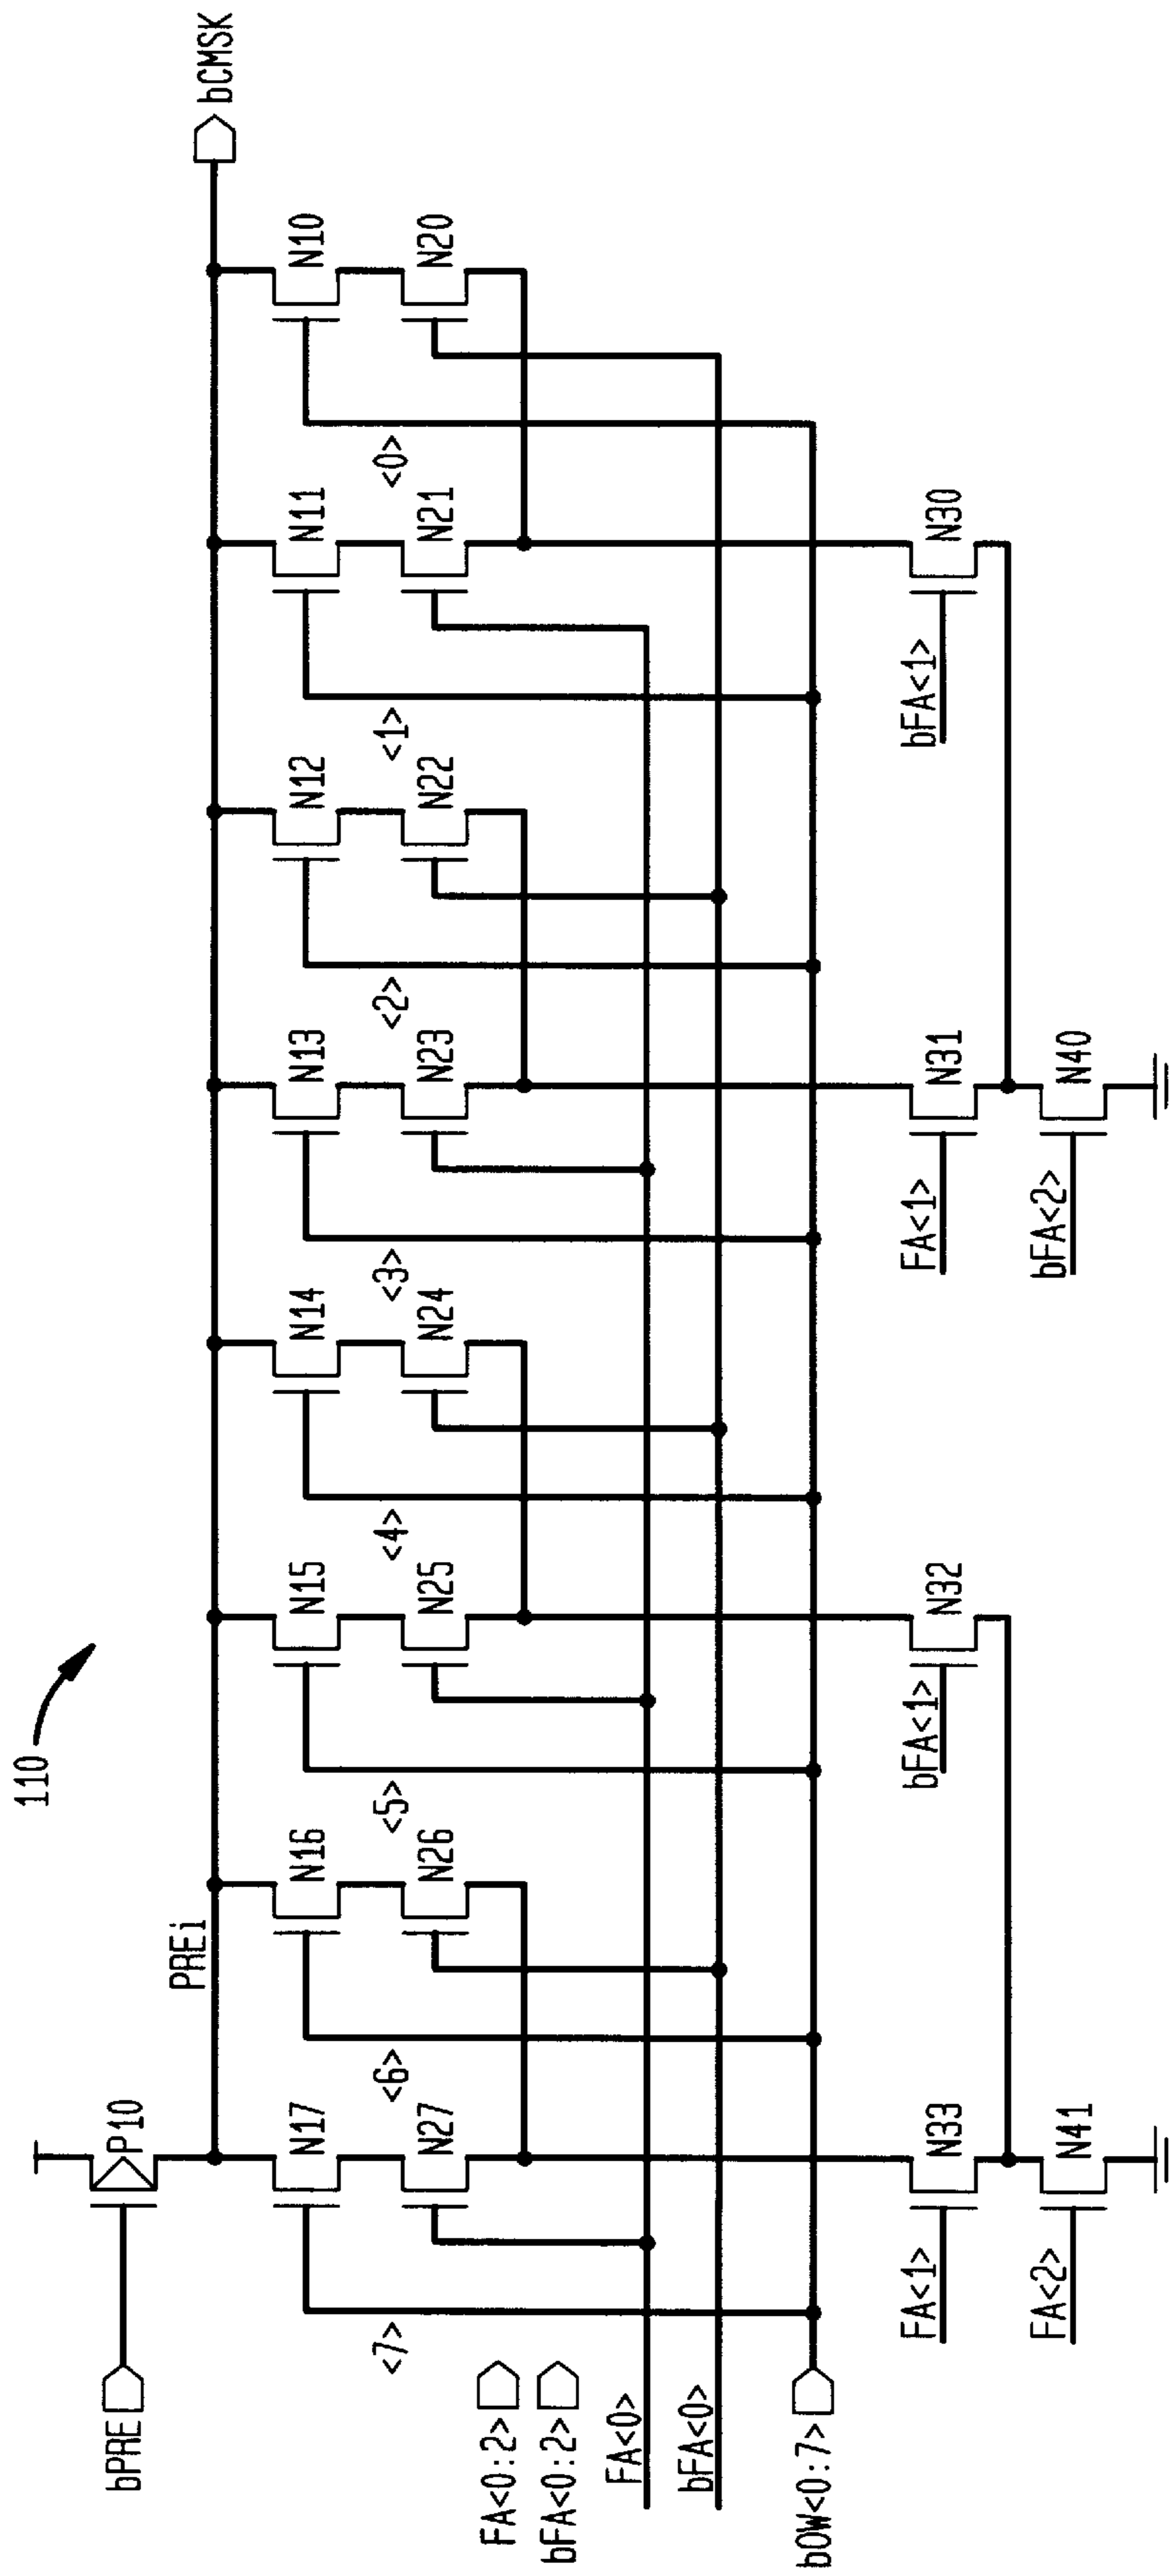 110
bPRE
P10
PREi
bCMSK
N17
N16
N15
N14
N13
N12
N11
N10
<7>
<6>
<5>
<4>
<3>
<2>
<1>
<0>
N27
N26
N25
N24
N23
N22
N21
N20
FA<0:2>
bFA<0:2>
FA<0>
bFA<0>
bOW<0:7>
FA<1>
N33
bFA<1>
N32
FA<1>
N31
bFA<1>
N30
FA<2>
N41
bFA<2>
N40